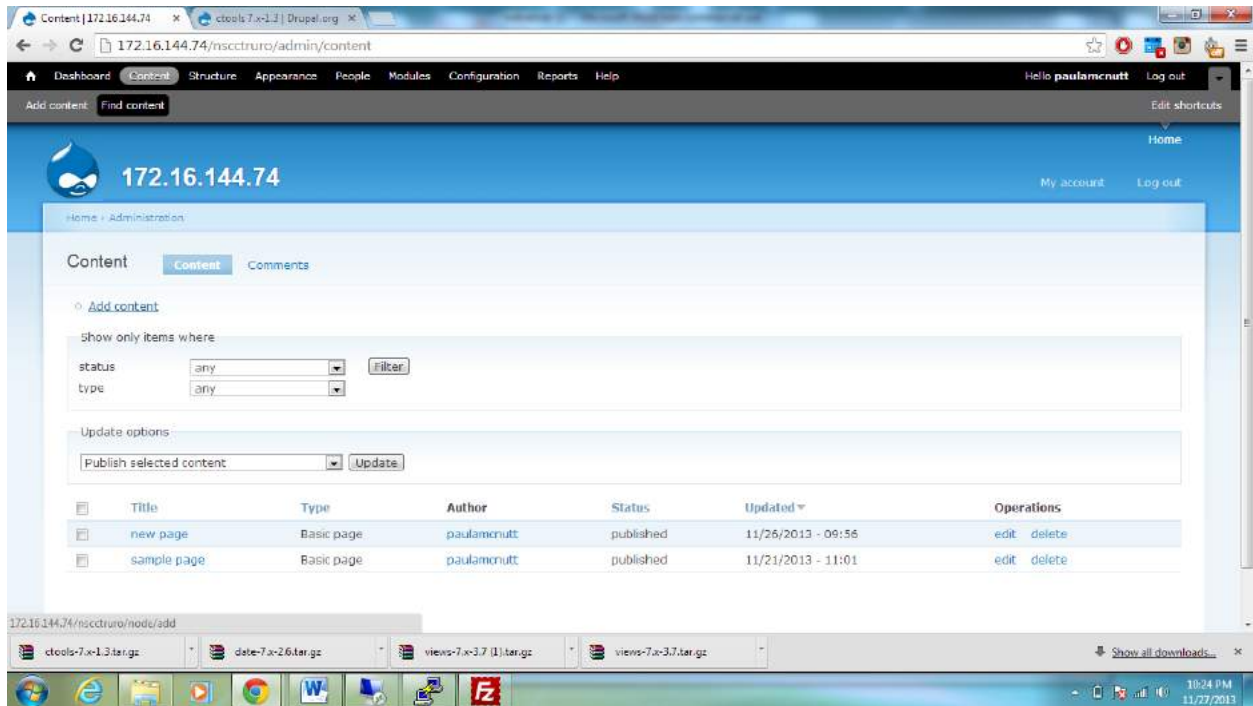 Content | 172.16.144.74
ctools 7.x-1.3 | Drupal.org
172.16.144.74/nscctruro/admin/content
Dashboard Content Structure Appearance People Modules Configuration Reports Help Hello paulamcnutt Log out
Add content Find content Edit shortcuts
Home
172.16.144.74
My account Log out
Home › Administration
Content Content Comments
Add content
Show only items where
status any Filter
type any
Update options
Publish selected content Update
Title Type Author Status Updated Operations
new page Basic page paulamcnutt published 11/26/2013 - 09:56 edit delete
sample page Basic page paulamcnutt published 11/21/2013 - 11:01 edit delete
172.16.144.74/nscctruro/node/add
ctools-7.x-1.3.tar.gz date-7.x-2.6.tar.gz views-7.x-3.7 (1).tar.gz views-7.x-3.7.tar.gz Show all downloads...
10:24 PM
11/27/2013